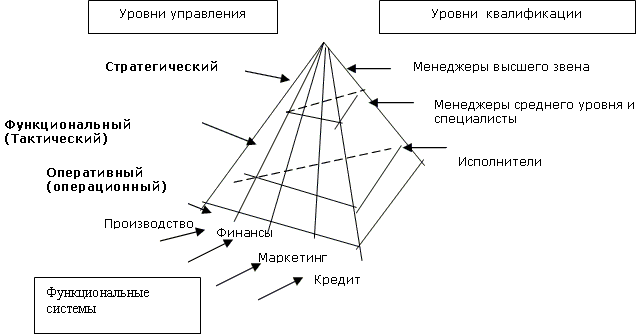 Уровни управления
Уровни квалификации
Стратегический
Менеджеры высшего звена
Менеджеры среднего уровня и
специалисты
Функциональный
(Тактический)
Исполнители
Оперативный
(операционный)
Производство
Финансы
Маркетинг
Кредит
Функциональные
системы